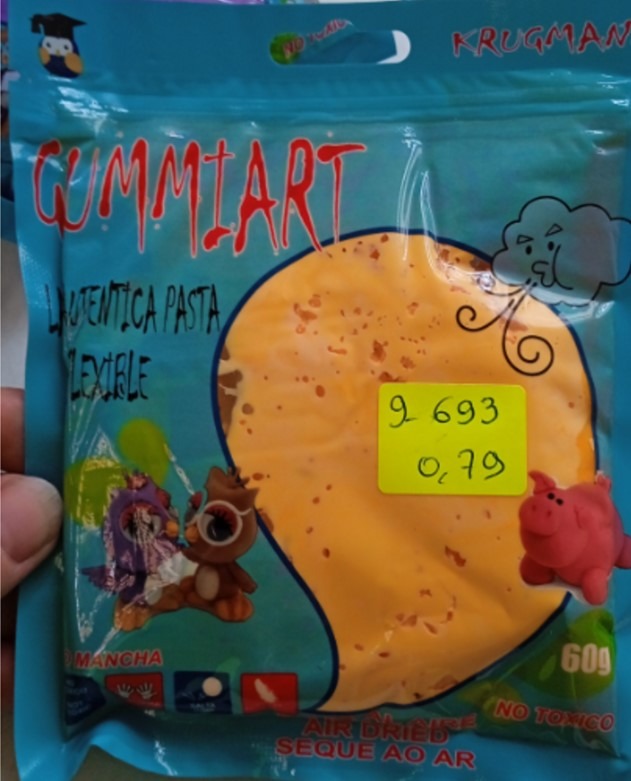 KRUGMAN
GUMMIART
LA AUTENTICA PASTA
FLEXIBLE
9-693
0,79
MANCHA
60g
NO TOXICO
AIR DRIED
SEQUE AO AR